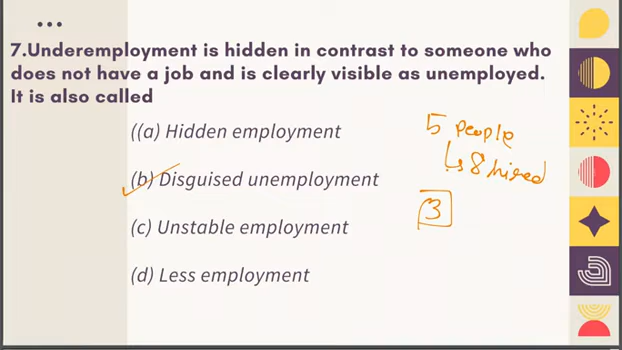 7.Underemployment is hidden in contrast to someone who
does not have a job and is clearly visible as unemployed.
It is also called
((a) Hidden employment
(b) Disguised unemployment
(c) Unstable employment
(d) Less employment
5 people
↳ 8 hired
3